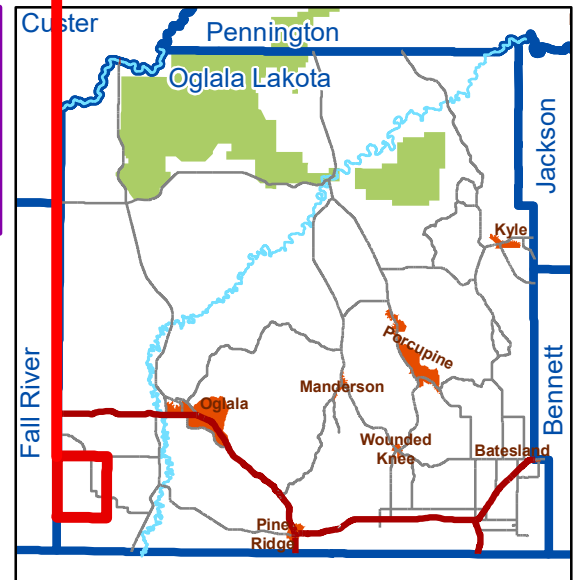 Custer
Pennington
Oglala Lakota
Jackson
Kyle
Porcupine
Fall River
Manderson
Oglala
Bennett
Wounded
Knee
Batesland
Pine
Ridge